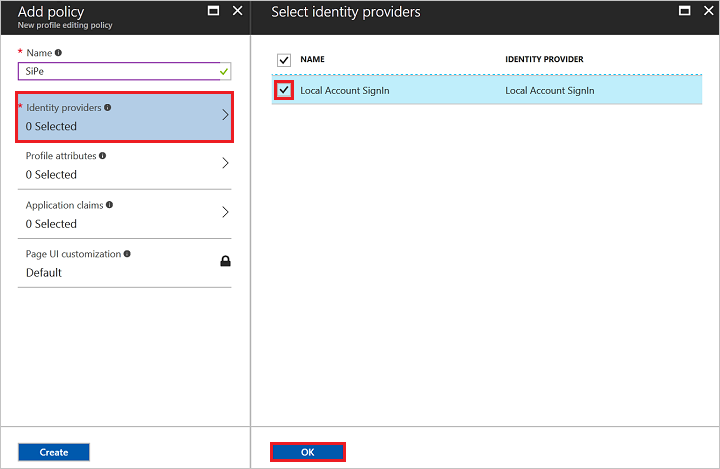 Add policy
New profile editing policy
* Name
SiPe
* Identity providers
0 Selected
Profile attributes
0 Selected
Application claims
0 Selected
Page UI customization
Default
Create
Select identity providers
NAME IDENTITY PROVIDER
Local Account SignIn Local Account SignIn
OK